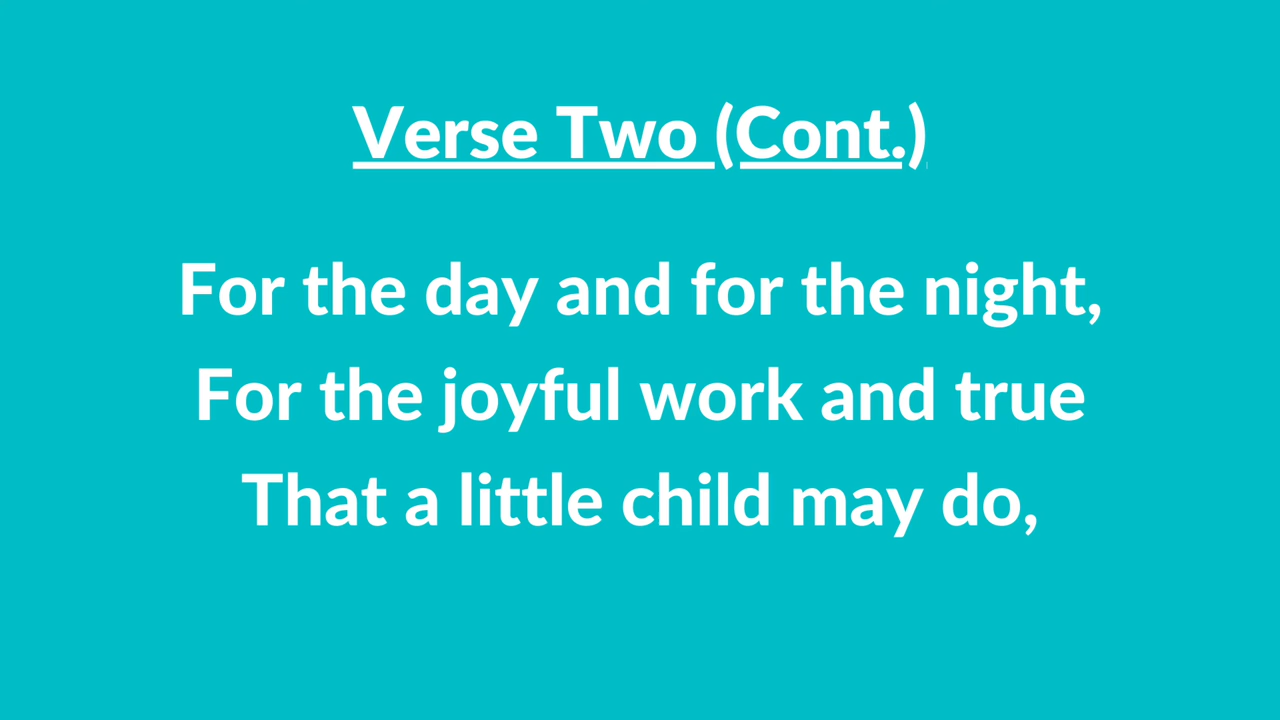 Verse Two (Cont.)
For the day and for the night,
For the joyful work and true
That a little child may do,